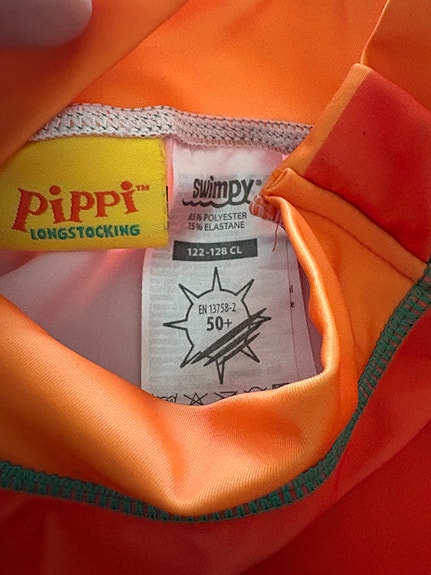 PiPPi™
LONGSTOCKING
swimpy®
85% POLYESTER
15% ELASTANE
122-128 CL
EN 13758-2
50+